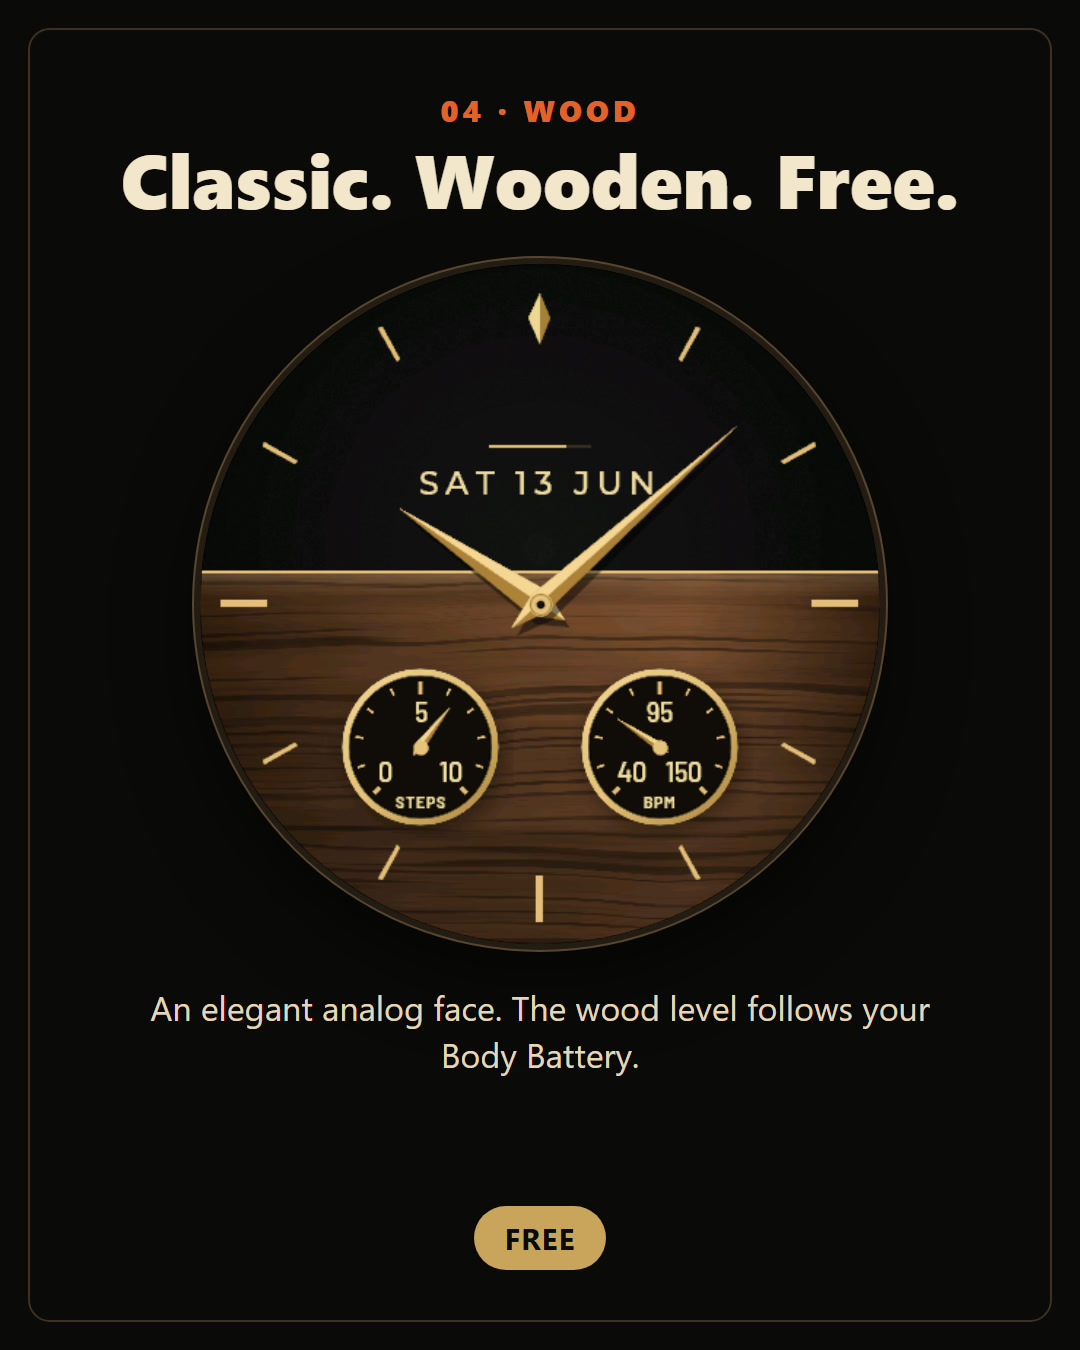 04 · WOOD
Classic. Wooden. Free.
SAT 13 JUN
5
0 10
STEPS
95
40 150
BPM
An elegant analog face. The wood level follows your
Body Battery.
FREE